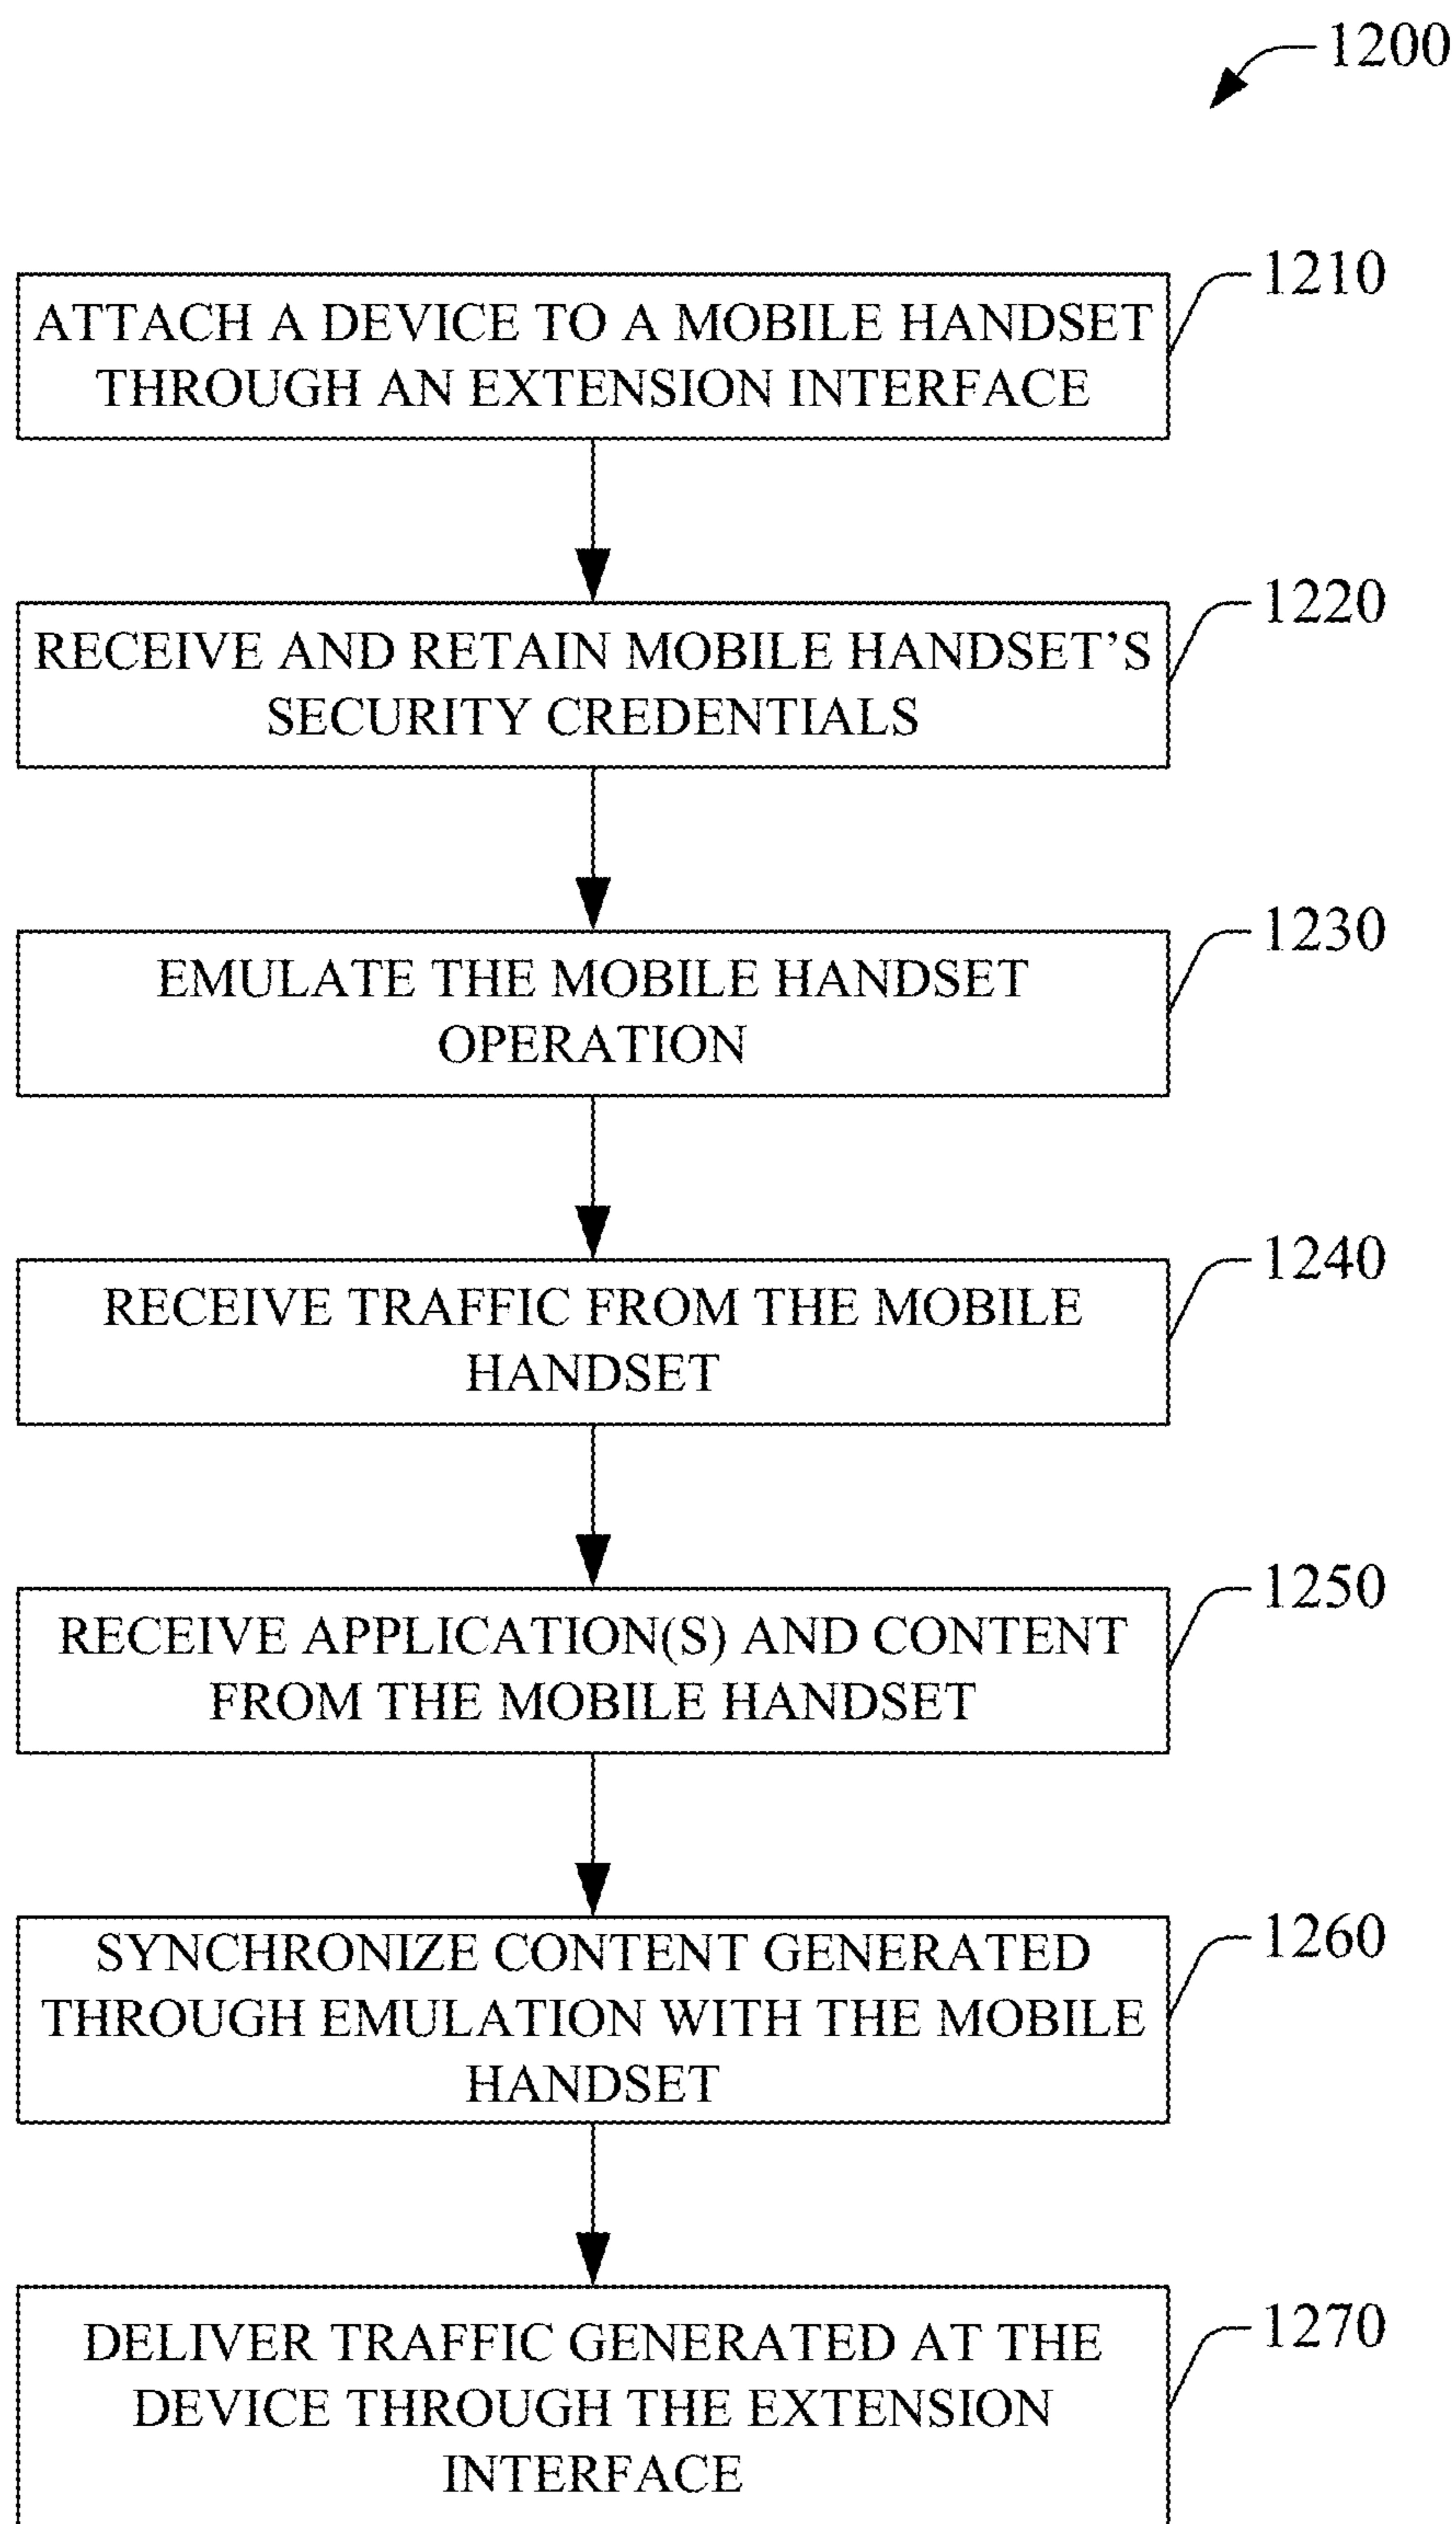 1200
1210
ATTACH A DEVICE TO A MOBILE HANDSET
THROUGH AN EXTENSION INTERFACE
1220
RECEIVE AND RETAIN MOBILE HANDSET’S
SECURITY CREDENTIALS
1230
EMULATE THE MOBILE HANDSET
OPERATION
1240
RECEIVE TRAFFIC FROM THE MOBILE
HANDSET
1250
RECEIVE APPLICATION(S) AND CONTENT
FROM THE MOBILE HANDSET
1260
SYNCHRONIZE CONTENT GENERATED
THROUGH EMULATION WITH THE MOBILE
HANDSET
1270
DELIVER TRAFFIC GENERATED AT THE
DEVICE THROUGH THE EXTENSION
INTERFACE